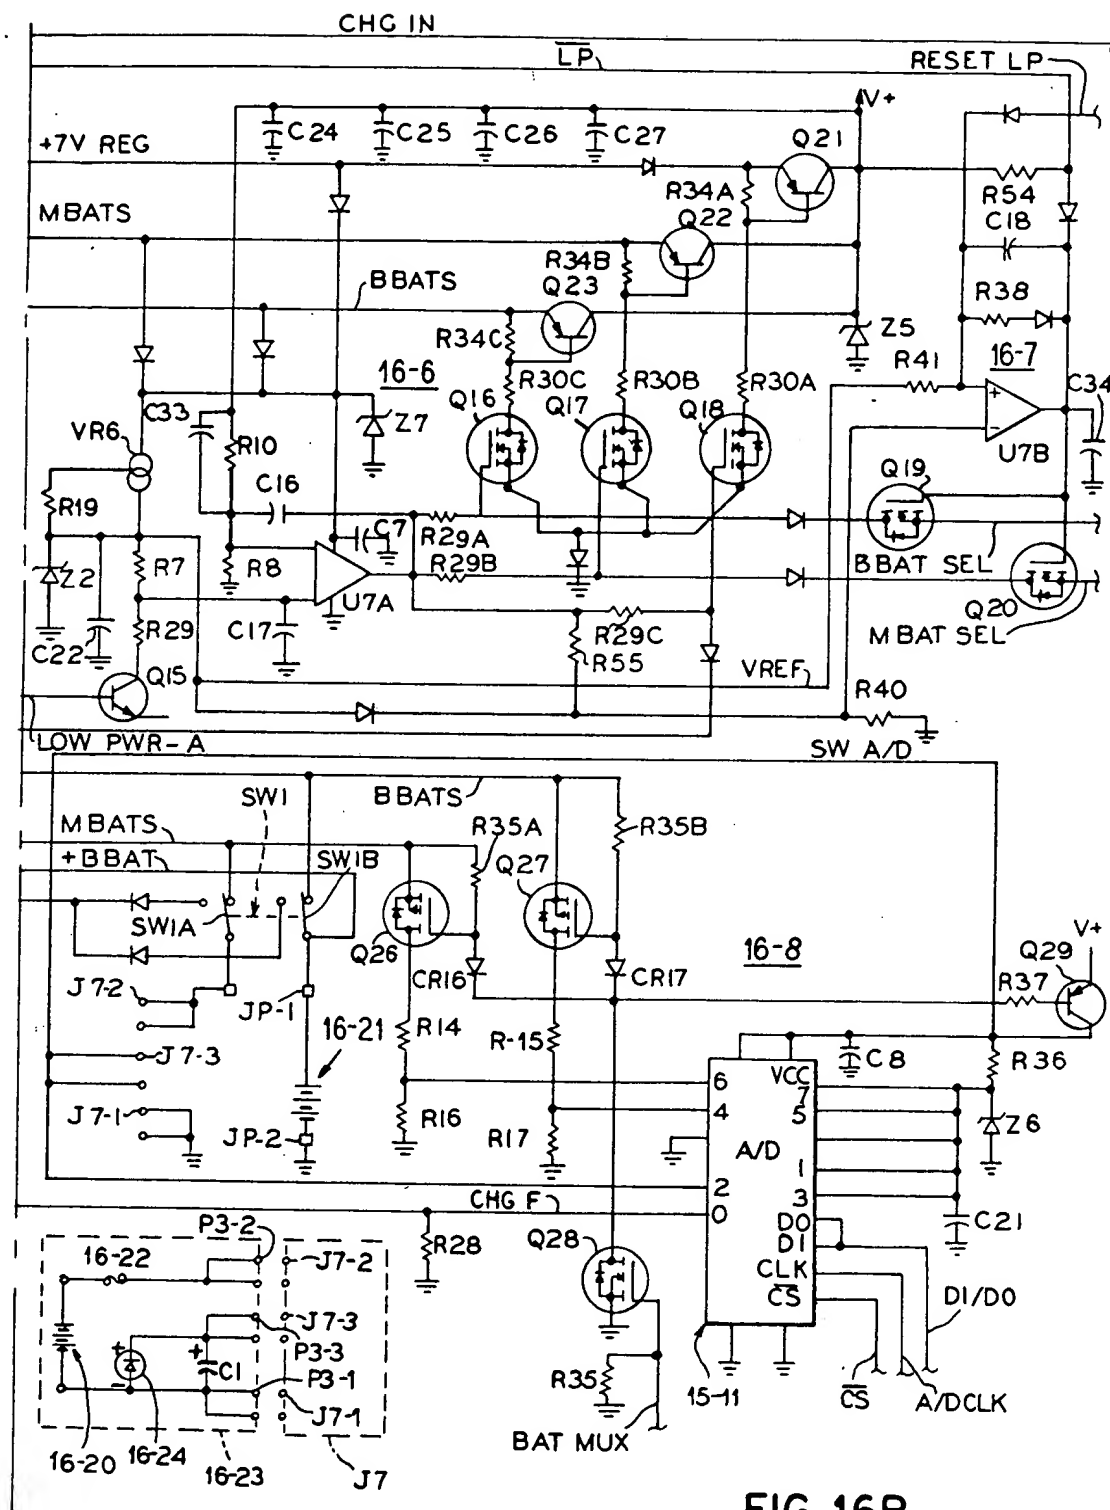 CHG IN
LP
RESET LP
V+
C24
C25
C26
C27
Q21
+7V REG
R34A
R54
Q22
C18
MBATS
R34B
BBATS
Q23
R38
Z5
R34C
16-6
16-7
R41
R30C
R30B
R30A
C34
C33
Q16
Q17
Q18
Z7
VR6
R10
U7B
Q19
C16
R19
C7
R29A
R29B
BBAT SEL
Z2
R7
R8
U7A
Q20
C22
R29
C17
R29C
MBAT SEL
R55
Q15
VREF
R40
LOW PWR-A
SW A/D
BBATS
SW1
MBATS
R35A
R35B
+BBAT
SW1B
Q27
SW1A
Q26
16-8
V+
Q29
CR16
CR17
J7-2
JP-1
R37
16-21
R14
R-15
J7-3
C8
R36
VCC
6
7
4
5
J7-1
R16
JP-2
R17
A/D
Z6
1
2
3
CHG F
0
P3-2
D0
C21
16-22
J7-2
R28
Q28
D1
CLK
CS
DI/DO
J7-3
P3-3
+
+
C1
P3-1
-
R35
15-11
J7-1
CS
A/DCLK
BAT MUX
16-20
16-24
16-23
J7
FIG. 16B
+
-